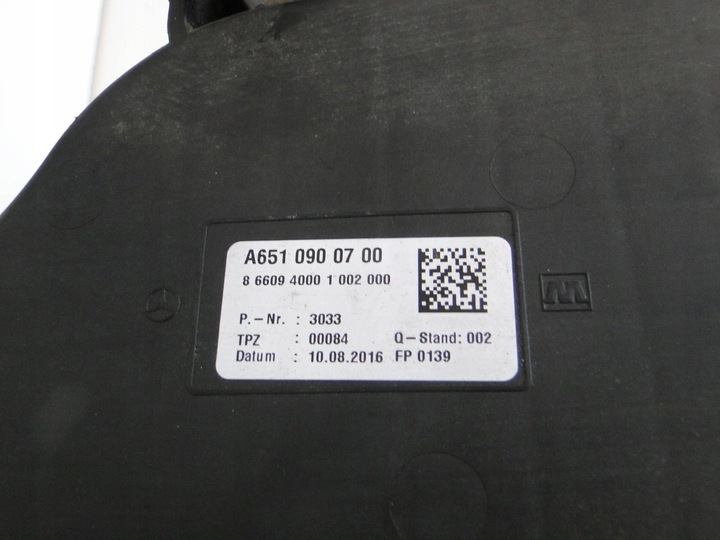 A651 090 07 00
8 6609 4000 1 002 000
P.-Nr. : 3033
TPZ : 00084 Q-Stand: 002
Datum : 10.08.2016 FP 0139